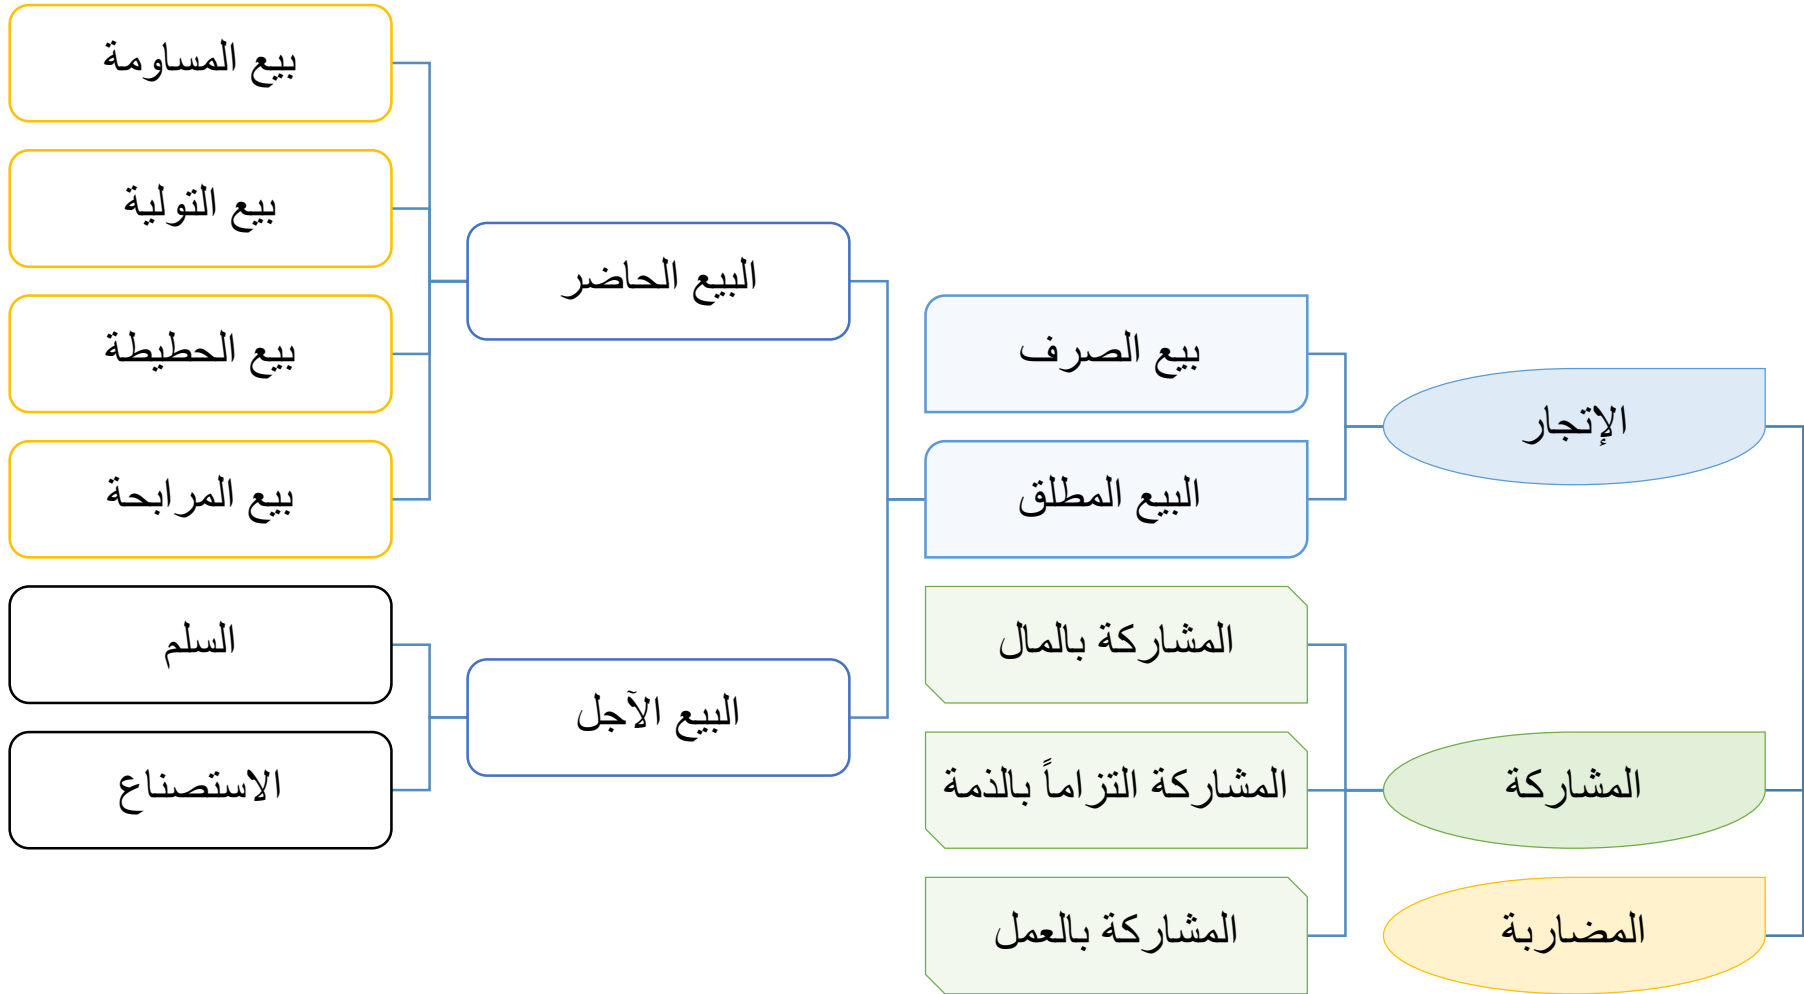 الإتجار
بيع الصرف
البيع المطلق
البيع الحاضر
بيع المساومة
بيع التولية
بيع الحطيطة
بيع المرابحة
البيع الآجل
السلم
الاستصناع
المشاركة
المشاركة بالمال
المشاركة التزاماً بالذمة
المشاركة بالعمل
المضاربة